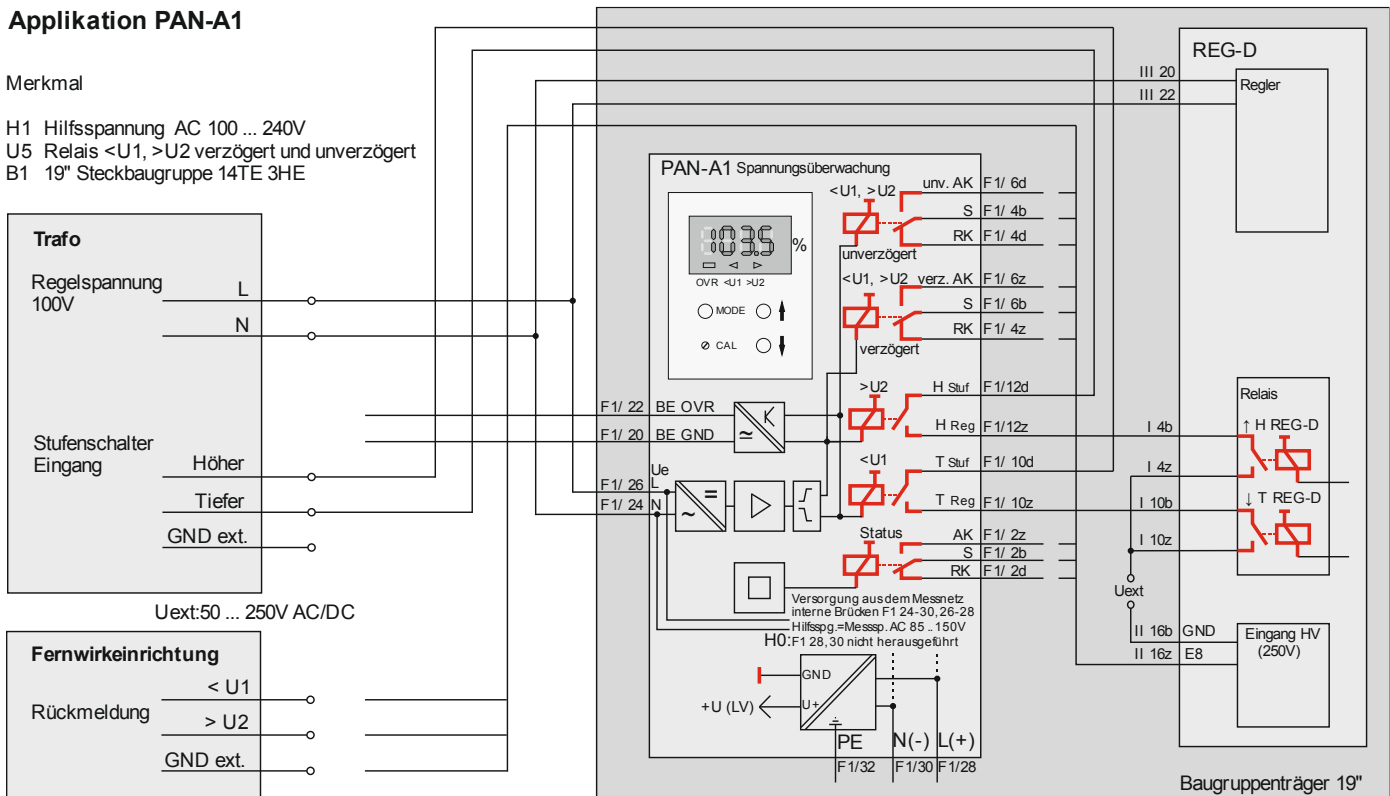 Applikation PAN-A1
Merkmal
H1 Hilfsspannung AC 100 ... 240V
U5 Relais <U1, >U2 verzögert und unverzögert
B1 19" Steckbaugruppe 14TE 3HE
Trafo
Regelspannung
100V
L
N
Stufenschalter
Eingang
Höher
Tiefer
GND ext.
Uext:50 ... 250V AC/DC
Fernwirkeinrichtung
Rückmeldung
< U1
> U2
GND ext.
PAN-A1 Spannungsüberwachung
103.5 %
OVR <U1 >U2
MODE
CAL
<U1, >U2
unverzögert
unv. AK F1/ 6d
S F1/ 4b
RK F1/ 4d
<U1, >U2
verzögert
verz. AK F1/ 6z
S F1/ 6b
RK F1/ 4z
>U2
H Stuf F1/12d
H Reg F1/12z
<U1
T Stuf F1/ 10d
T Reg F1/ 10z
Status
AK F1/ 2z
S F1/ 2b
RK F1/ 2d
F1/ 22 BE OVR
F1/ 20 BE GND
K
Ue
F1/ 26 L
F1/ 24 N
Versorgung aus dem Messnetz
interne Brücken F1 24-30,26-28
Hilfsspg.=Messsp. AC 85 .. 150V
H0:F1 28,30 nicht herausgeführt
GND
U+
+U (LV)
PE
N(-)
L(+)
F1/32
F1/30
F1/28
REG-D
III 20
III 22
Regler
Relais
↑ H REG-D
I 4b
I 4z
↓ T REG-D
I 10b
I 10z
Uext
II 16b GND
II 16z E8
Eingang HV
(250V)
Baugruppenträger 19"